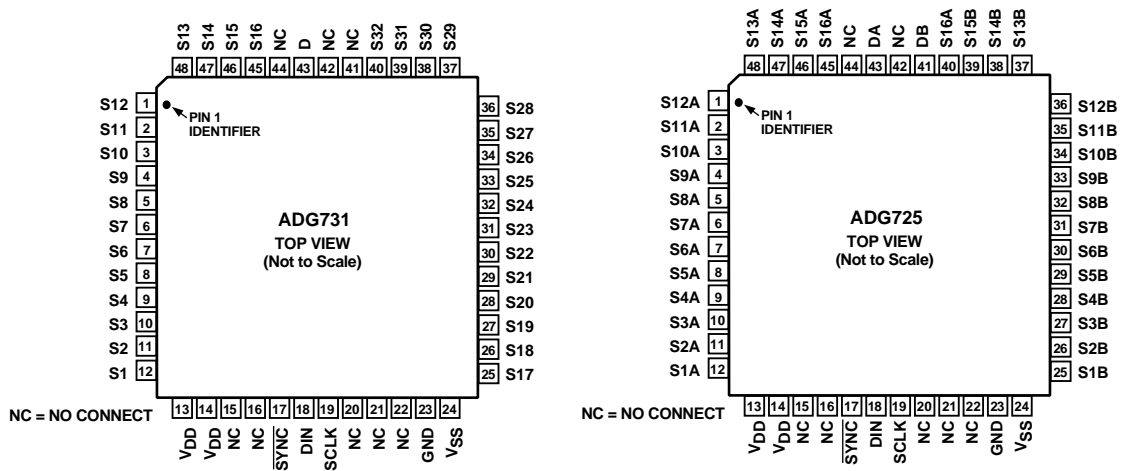 S13 S14 S15 S16 NC D NC NC S32 S31 S30 S29
48 47 46 45 44 43 42 41 40 39 38 37
S12 1
S11 2
S10 3
S9 4
S8 5
S7 6
S6 7
S5 8
S4 9
S3 10
S2 11
S1 12
PIN 1
IDENTIFIER
ADG731
TOP VIEW
(Not to Scale)
36 S28
35 S27
34 S26
33 S25
32 S24
31 S23
30 S22
29 S21
28 S20
27 S19
26 S18
25 S17
NC = NO CONNECT
13 14 15 16 17 18 19 20 21 22 23 24
VDD VDD NC NC SYNC DIN SCLK NC NC NC GND VSS
S13A S14A S15A S16A NC DA NC DB S16A S15B S14B S13B
48 47 46 45 44 43 42 41 40 39 38 37
S12A 1
S11A 2
S10A 3
S9A 4
S8A 5
S7A 6
S6A 7
S5A 8
S4A 9
S3A 10
S2A 11
S1A 12
PIN 1
IDENTIFIER
ADG725
TOP VIEW
(Not to Scale)
36 S12B
35 S11B
34 S10B
33 S9B
32 S8B
31 S7B
30 S6B
29 S5B
28 S4B
27 S3B
26 S2B
25 S1B
NC = NO CONNECT
13 14 15 16 17 18 19 20 21 22 23 24
VDD VDD NC NC SYNC DIN SCLK NC NC NC GND VSS